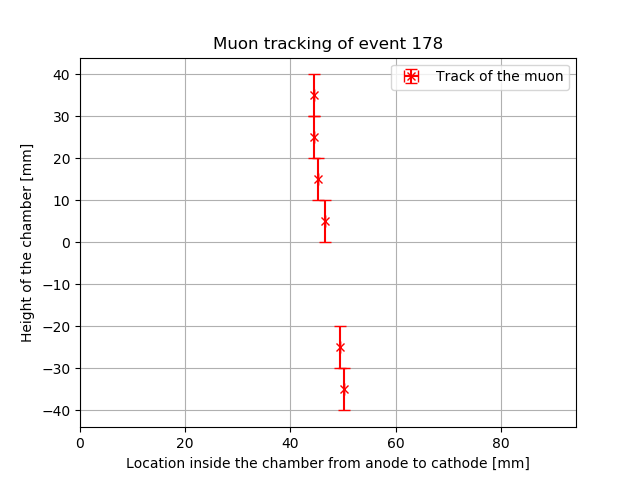 Muon tracking of event 178
Track of the muon
Height of the chamber [mm]
40
30
20
10
0
−10
−20
−30
−40
0 20 40 60 80
Location inside the chamber from anode to cathode [mm]